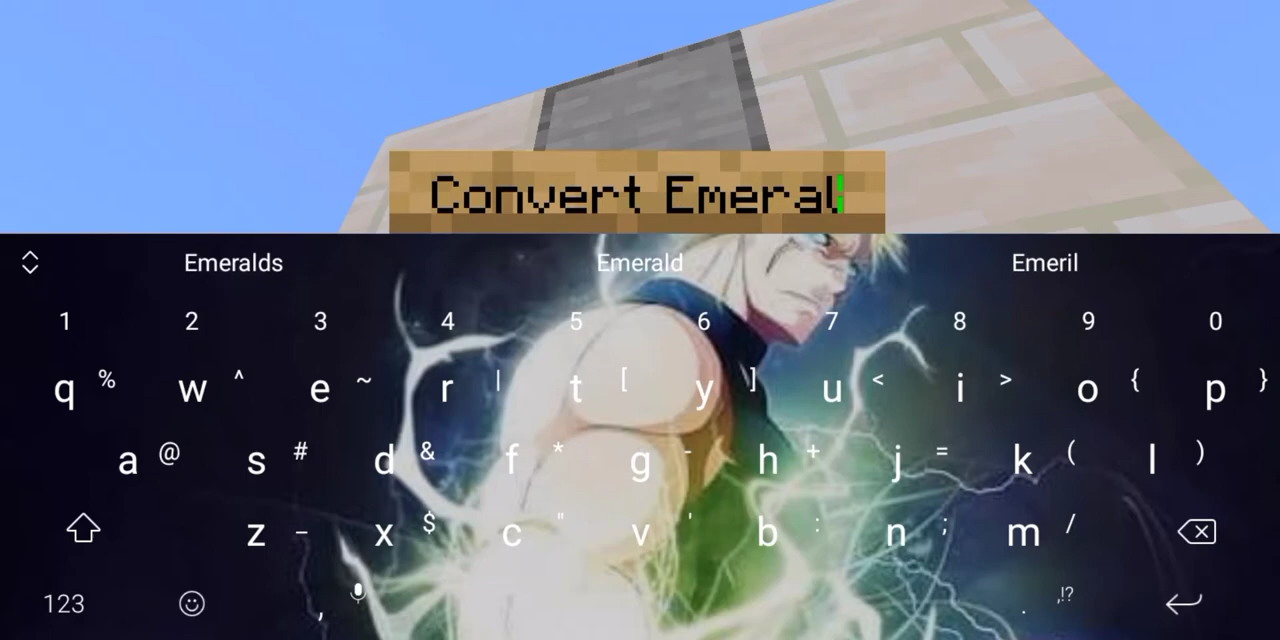 Convert Emeral
Emeralds Emerald Emeril
1 2 3 4 5 6 7 8 9 0
q % w ^ e ~ r | t [ y ] u < i > o { p }
a @ s # d & f * g - h + j = k ( l )
z _ x $ c " v ' b : n ; m /
123 , . ,!?